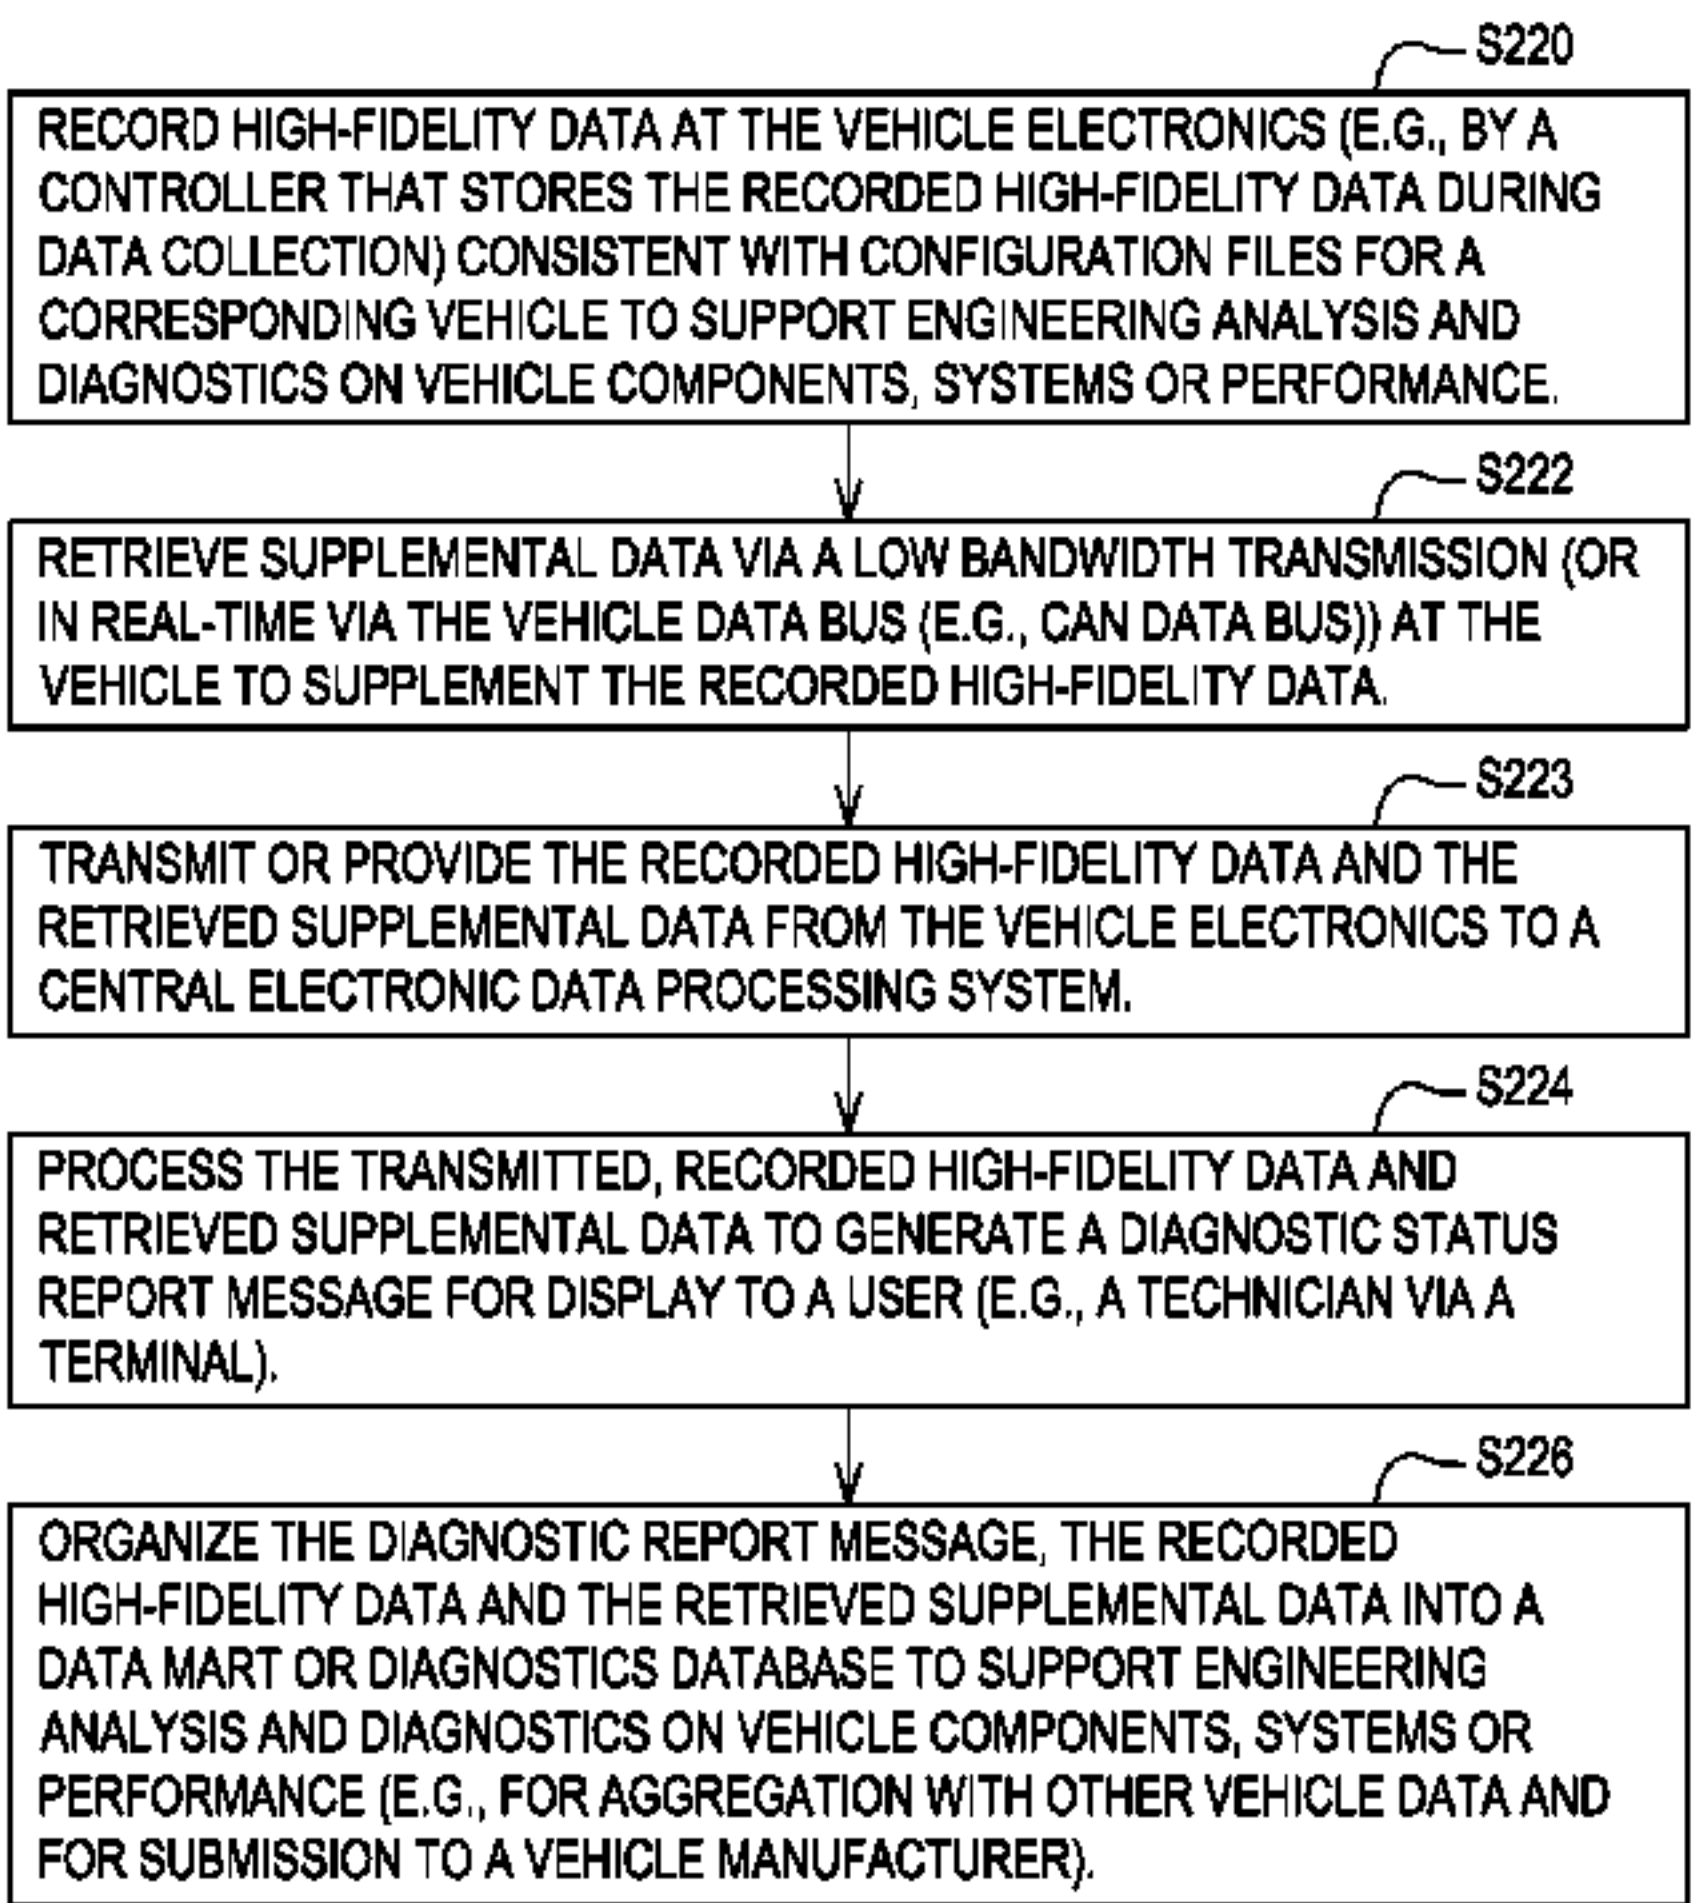 S220
RECORD HIGH-FIDELITY DATA AT THE VEHICLE ELECTRONICS (E.G., BY A
CONTROLLER THAT STORES THE RECORDED HIGH-FIDELITY DATA DURING
DATA COLLECTION) CONSISTENT WITH CONFIGURATION FILES FOR A
CORRESPONDING VEHICLE TO SUPPORT ENGINEERING ANALYSIS AND
DIAGNOSTICS ON VEHICLE COMPONENTS, SYSTEMS OR PERFORMANCE.
S222
RETRIEVE SUPPLEMENTAL DATA VIA A LOW BANDWIDTH TRANSMISSION (OR
IN REAL-TIME VIA THE VEHICLE DATA BUS (E.G., CAN DATA BUS)) AT THE
VEHICLE TO SUPPLEMENT THE RECORDED HIGH-FIDELITY DATA.
S223
TRANSMIT OR PROVIDE THE RECORDED HIGH-FIDELITY DATA AND THE
RETRIEVED SUPPLEMENTAL DATA FROM THE VEHICLE ELECTRONICS TO A
CENTRAL ELECTRONIC DATA PROCESSING SYSTEM.
S224
PROCESS THE TRANSMITTED, RECORDED HIGH-FIDELITY DATA AND
RETRIEVED SUPPLEMENTAL DATA TO GENERATE A DIAGNOSTIC STATUS
REPORT MESSAGE FOR DISPLAY TO A USER (E.G., A TECHNICIAN VIA A
TERMINAL).
S226
ORGANIZE THE DIAGNOSTIC REPORT MESSAGE, THE RECORDED
HIGH-FIDELITY DATA AND THE RETRIEVED SUPPLEMENTAL DATA INTO A
DATA MART OR DIAGNOSTICS DATABASE TO SUPPORT ENGINEERING
ANALYSIS AND DIAGNOSTICS ON VEHICLE COMPONENTS, SYSTEMS OR
PERFORMANCE (E.G., FOR AGGREGATION WITH OTHER VEHICLE DATA AND
FOR SUBMISSION TO A VEHICLE MANUFACTURER).